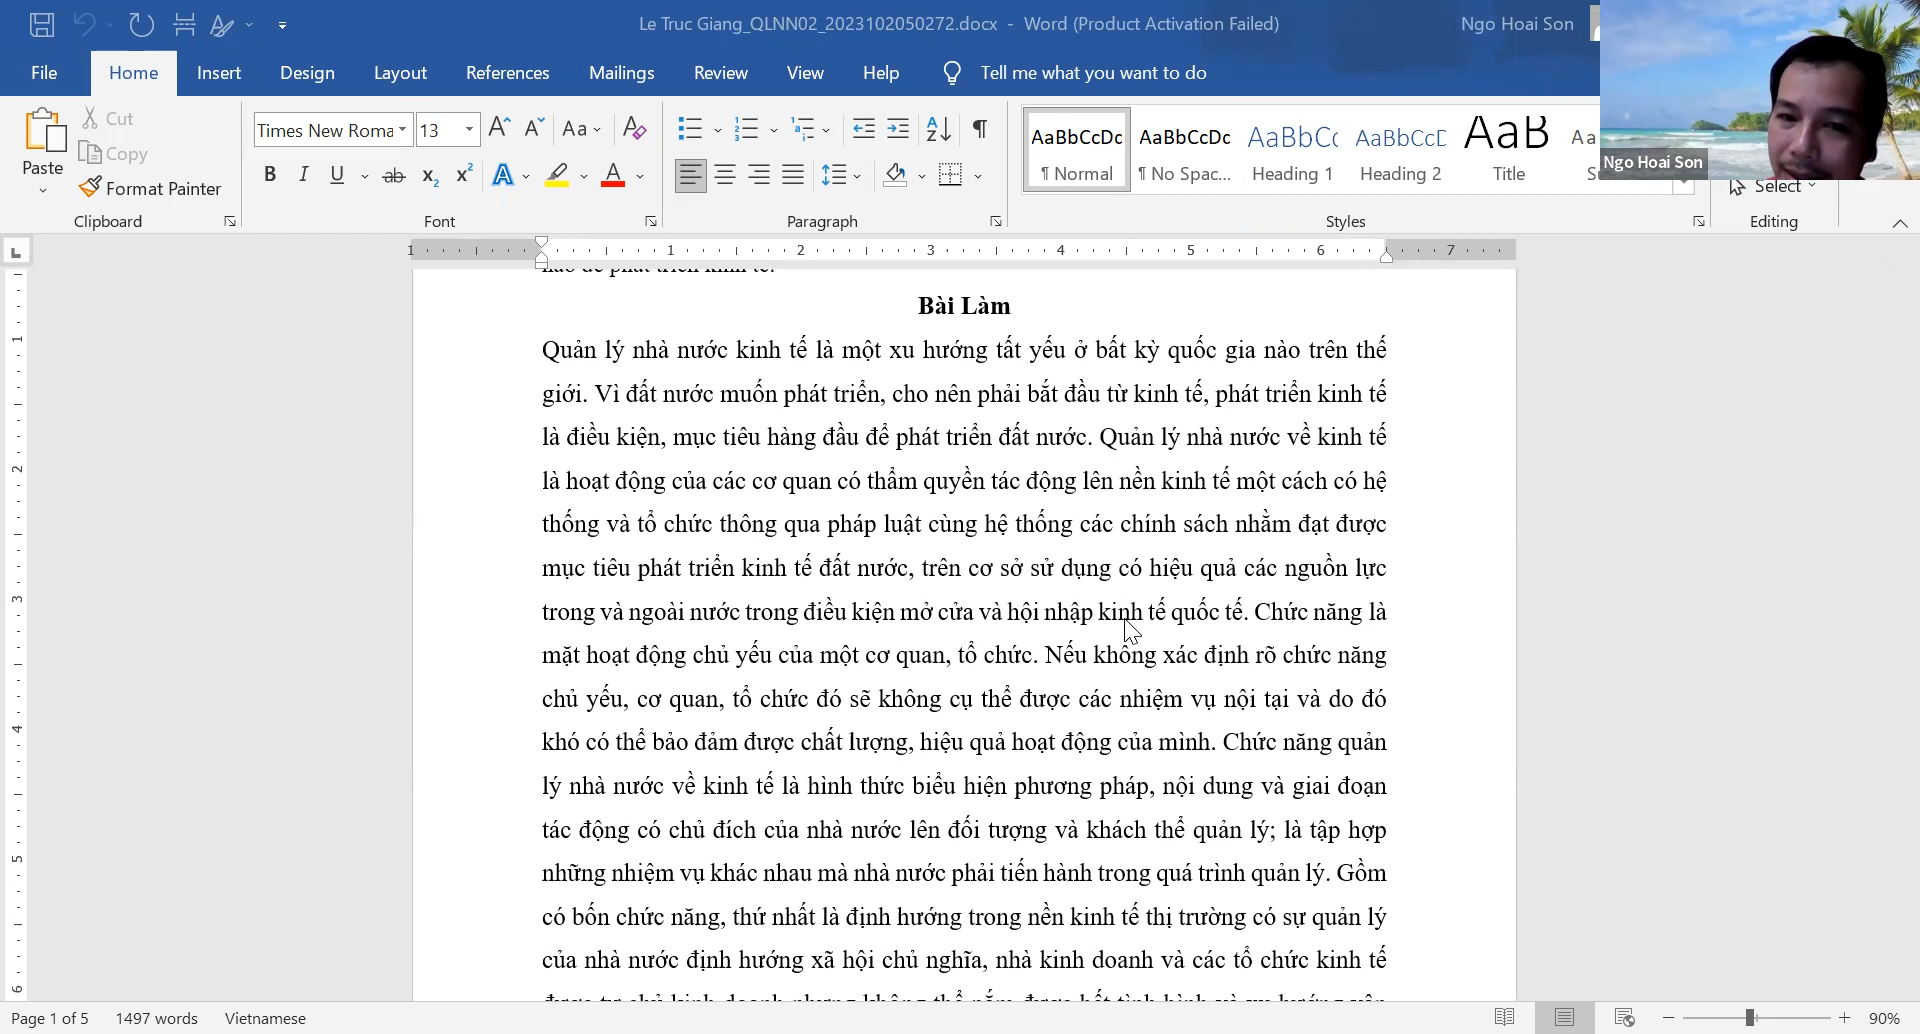 Le Truc Giang_QLNN02_2023102050272.docx - Word (Product Activation Failed)
Ngo Hoai Son
File Home Insert Design Layout References Mailings Review View Help Tell me what you want to do
Paste
Cut
Copy
Format Painter
Clipboard
Times New Roma 13
Aa
B I U ab x2 x2 A A
Font
Paragraph
AaBbCcDc AaBbCcDc AaBbC AaBbCcD AaB Aa
¶ Normal ¶ No Spac... Heading 1 Heading 2 Title
Styles
Select
Editing
Ngo Hoai Son
1 1 2 3 4 5 6 7
1
2
3
4
5
6
Bài Làm
Quản lý nhà nước kinh tế là một xu hướng tất yếu ở bất kỳ quốc gia nào trên thế
giới. Vì đất nước muốn phát triển, cho nên phải bắt đầu từ kinh tế, phát triển kinh tế
là điều kiện, mục tiêu hàng đầu để phát triển đất nước. Quản lý nhà nước về kinh tế
là hoạt động của các cơ quan có thẩm quyền tác động lên nền kinh tế một cách có hệ
thống và tổ chức thông qua pháp luật cùng hệ thống các chính sách nhằm đạt được
mục tiêu phát triển kinh tế đất nước, trên cơ sở sử dụng có hiệu quả các nguồn lực
trong và ngoài nước trong điều kiện mở cửa và hội nhập kinh tế quốc tế. Chức năng là
mặt hoạt động chủ yếu của một cơ quan, tổ chức. Nếu không xác định rõ chức năng
chủ yếu, cơ quan, tổ chức đó sẽ không cụ thể được các nhiệm vụ nội tại và do đó
khó có thể bảo đảm được chất lượng, hiệu quả hoạt động của mình. Chức năng quản
lý nhà nước về kinh tế là hình thức biểu hiện phương pháp, nội dung và giai đoạn
tác động có chủ đích của nhà nước lên đối tượng và khách thể quản lý; là tập hợp
những nhiệm vụ khác nhau mà nhà nước phải tiến hành trong quá trình quản lý. Gồm
có bốn chức năng, thứ nhất là định hướng trong nền kinh tế thị trường có sự quản lý
của nhà nước định hướng xã hội chủ nghĩa, nhà kinh doanh và các tổ chức kinh tế
Page 1 of 5 1497 words Vietnamese 90%